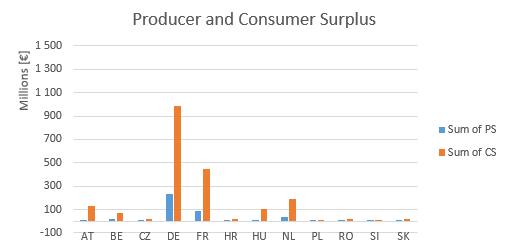 Producer and Consumer Surplus
Millions [€]
1 500
1 300
1 100
900
700
500
300
100
-100
AT BE CZ DE FR HR HU NL PL RO SI SK
Sum of PS
Sum of CS